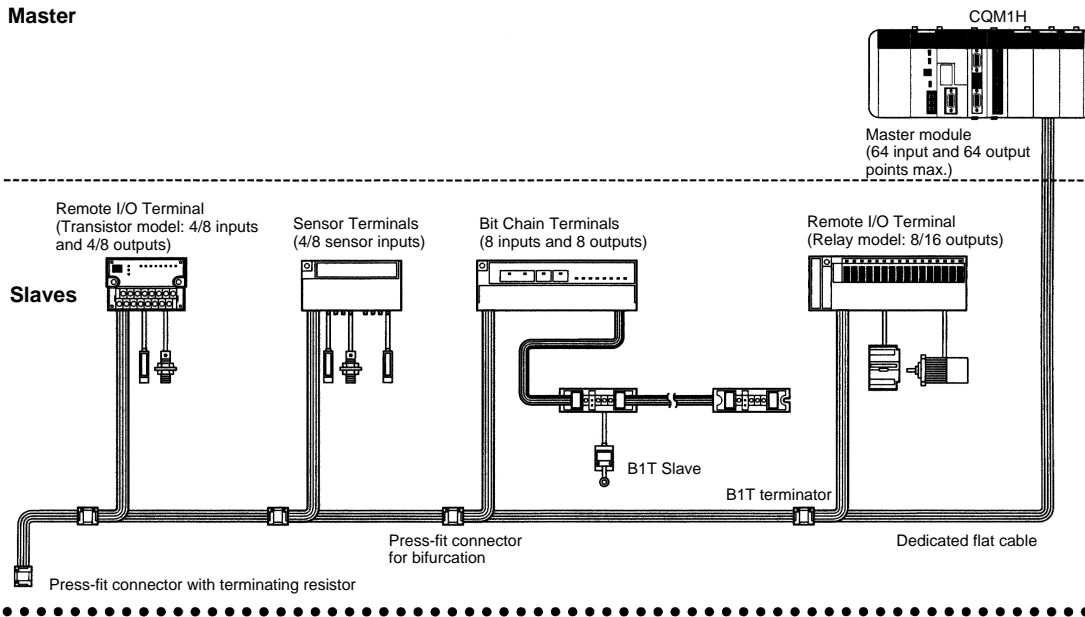 Master
CQM1H
Master module
(64 input and 64 output
points max.)
Remote I/O Terminal
(Transistor model: 4/8 inputs
and 4/8 outputs)
Sensor Terminals
(4/8 sensor inputs)
Bit Chain Terminals
(8 inputs and 8 outputs)
Remote I/O Terminal
(Relay model: 8/16 outputs)
Slaves
B1T Slave
B1T terminator
Press-fit connector
for bifurcation
Dedicated flat cable
Press-fit connector with terminating resistor